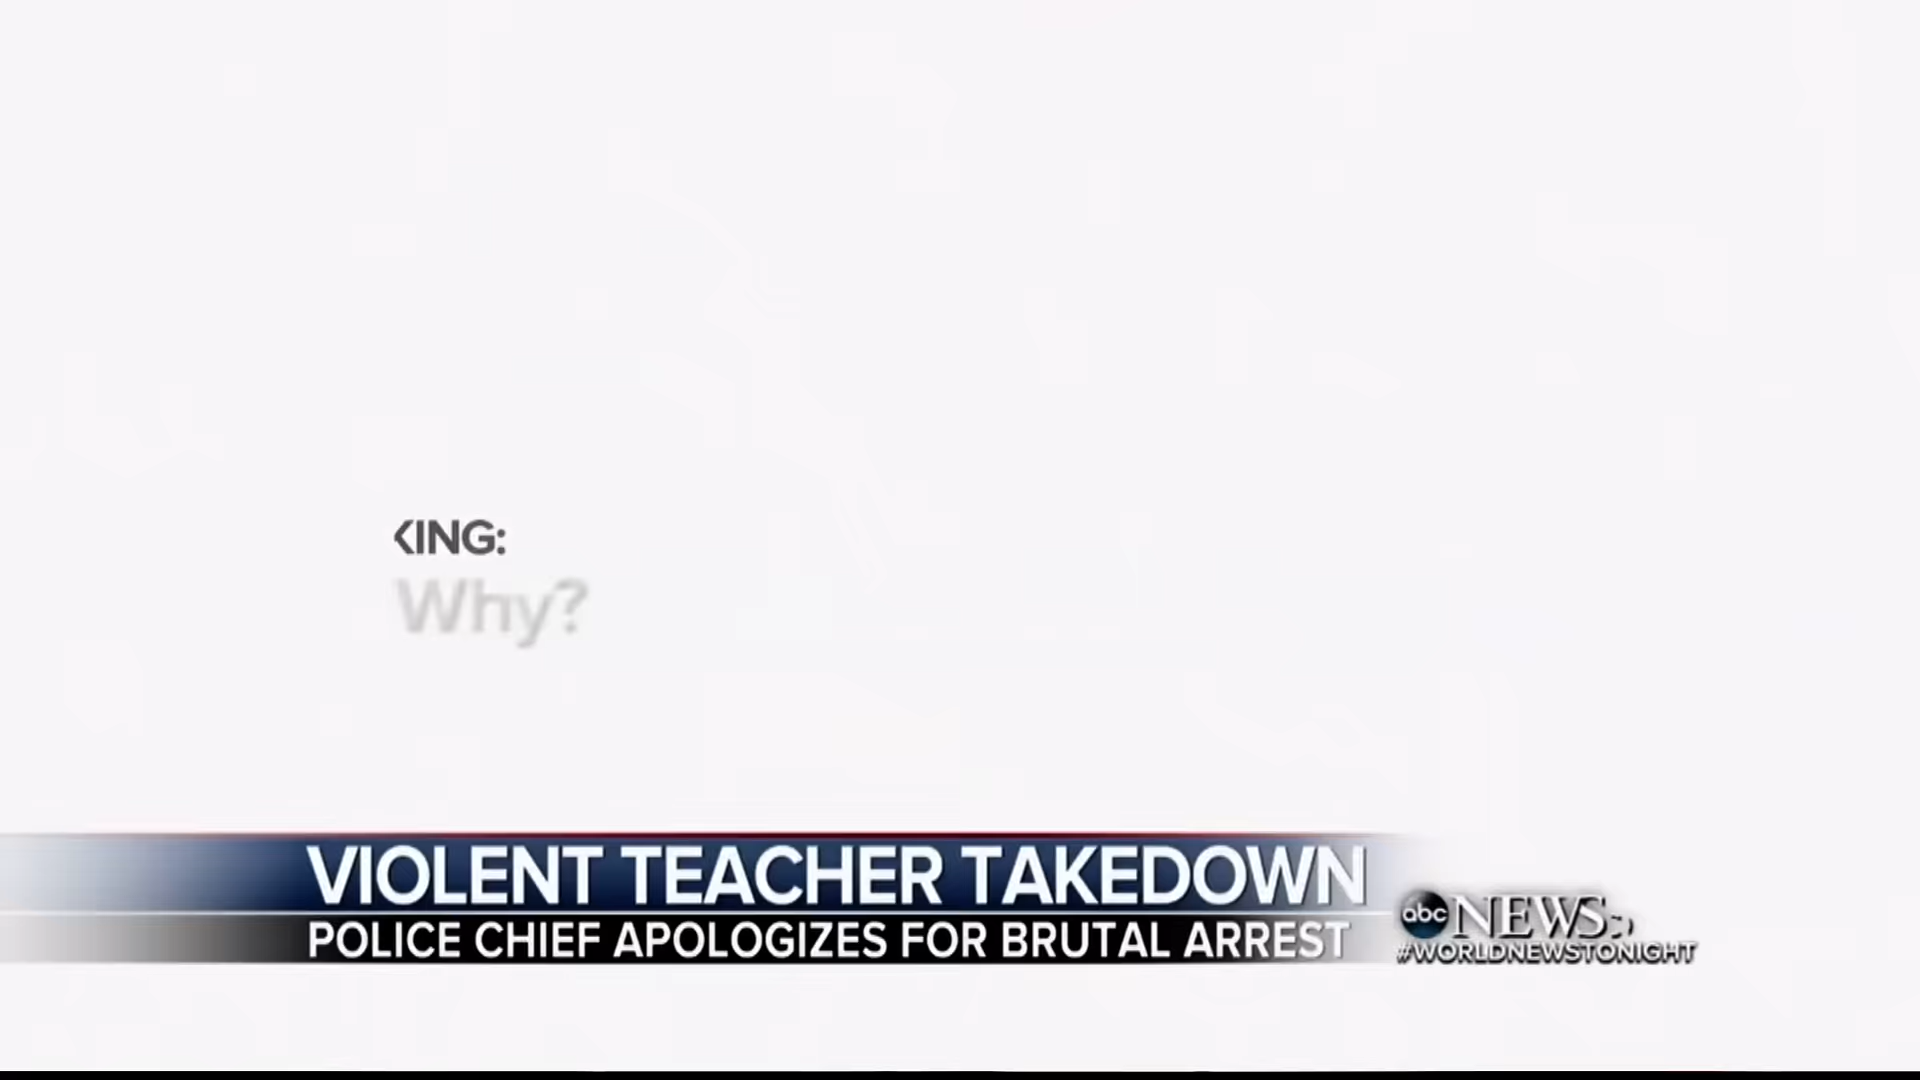 KING:
Why?
VIOLENT TEACHER TAKEDOWN
POLICE CHIEF APOLOGIZES FOR BRUTAL ARREST
abc NEWS
#WORLDNEWSTONIGHT